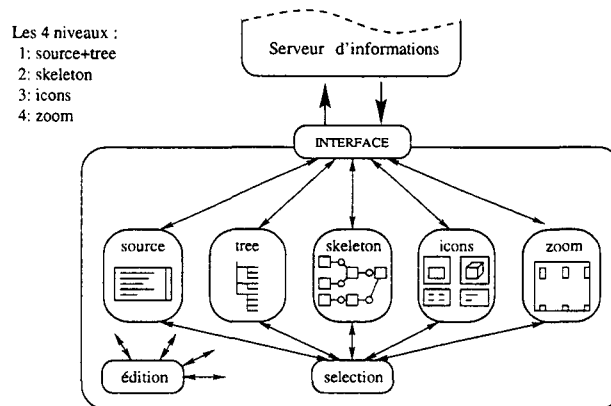 Les 4 niveaux :
1: source+tree
2: skeleton
3: icons
4: zoom
Serveur d'informations
INTERFACE
source
tree
skeleton
icons
zoom
édition
selection